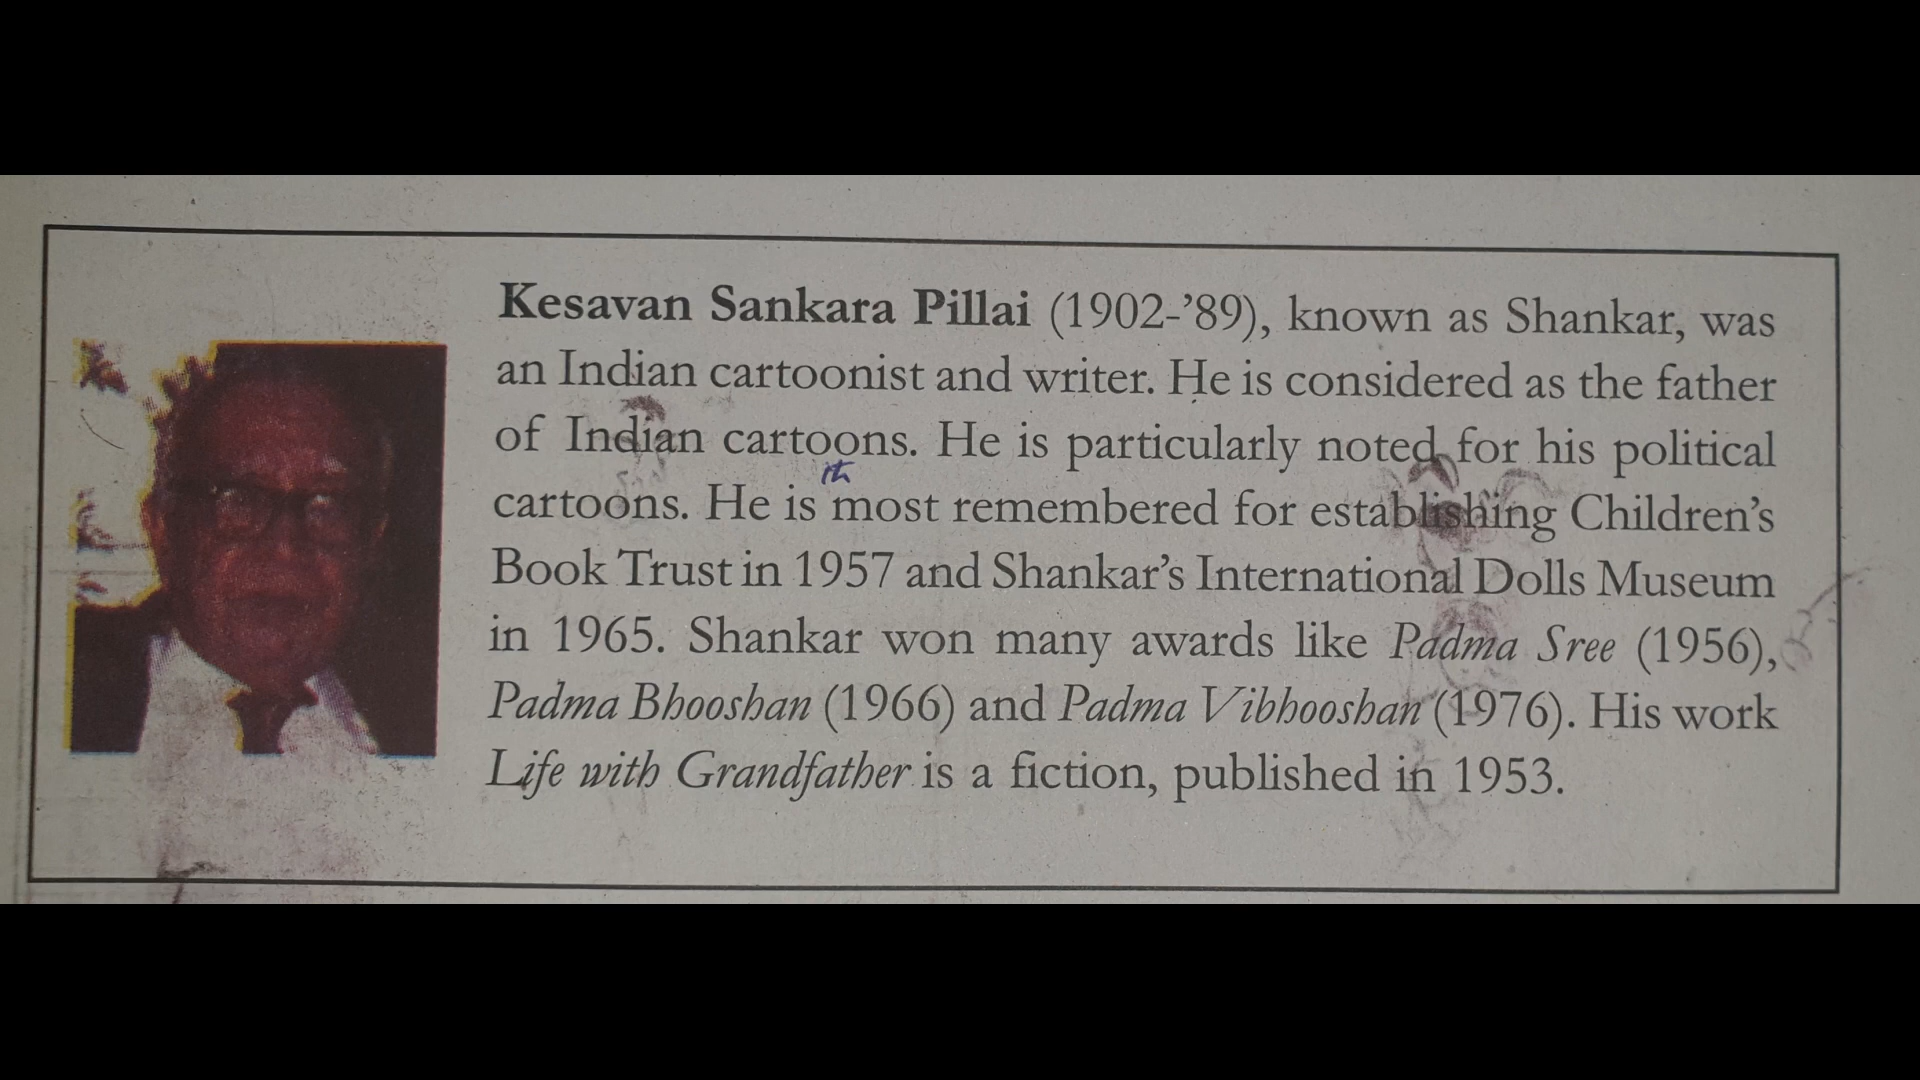 Kesavan Sankara Pillai (1902-’89), known as Shankar, was
an Indian cartoonist and writer. He is considered as the father
of Indian cartoons. He is particularly noted for his political
cartoons. He is most remembered for establishing Children’s
Book Trust in 1957 and Shankar’s International Dolls Museum
in 1965. Shankar won many awards like Padma Sree (1956),
Padma Bhooshan (1966) and Padma Vibhooshan (1976). His work
Life with Grandfather is a fiction, published in 1953.